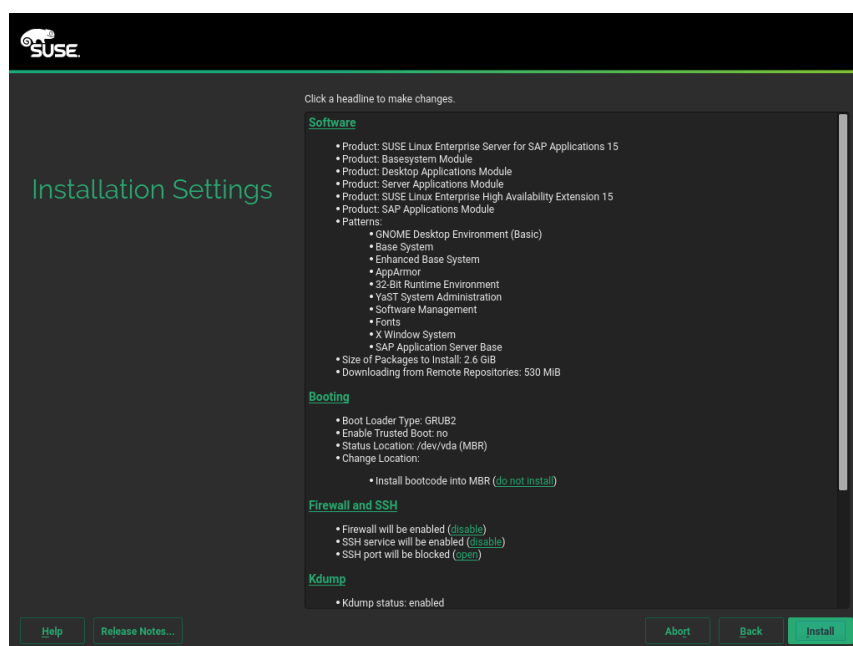 SUSE.
Click a headline to make changes.
Installation Settings
Software
• Product: SUSE Linux Enterprise Server for SAP Applications 15
• Product: Basesystem Module
• Product: Desktop Applications Module
• Product: Server Applications Module
• Product: SUSE Linux Enterprise High Availability Extension 15
• Product: SAP Applications Module
• Patterns:
• GNOME Desktop Environment (Basic)
• Base System
• Enhanced Base System
• AppArmor
• 32-Bit Runtime Environment
• YaST System Administration
• Software Management
• Fonts
• X Window System
• SAP Application Server Base
• Size of Packages to Install: 2.6 GiB
• Downloading from Remote Repositories: 530 MiB
Booting
• Boot Loader Type: GRUB2
• Enable Trusted Boot: no
• Status Location: /dev/vda (MBR)
• Change Location:
• Install bootcode into MBR (do not install)
Firewall and SSH
• Firewall will be enabled (disable)
• SSH service will be enabled (disable)
• SSH port will be blocked (open)
Kdump
• Kdump status: enabled
Help Release Notes... Abort Back Install